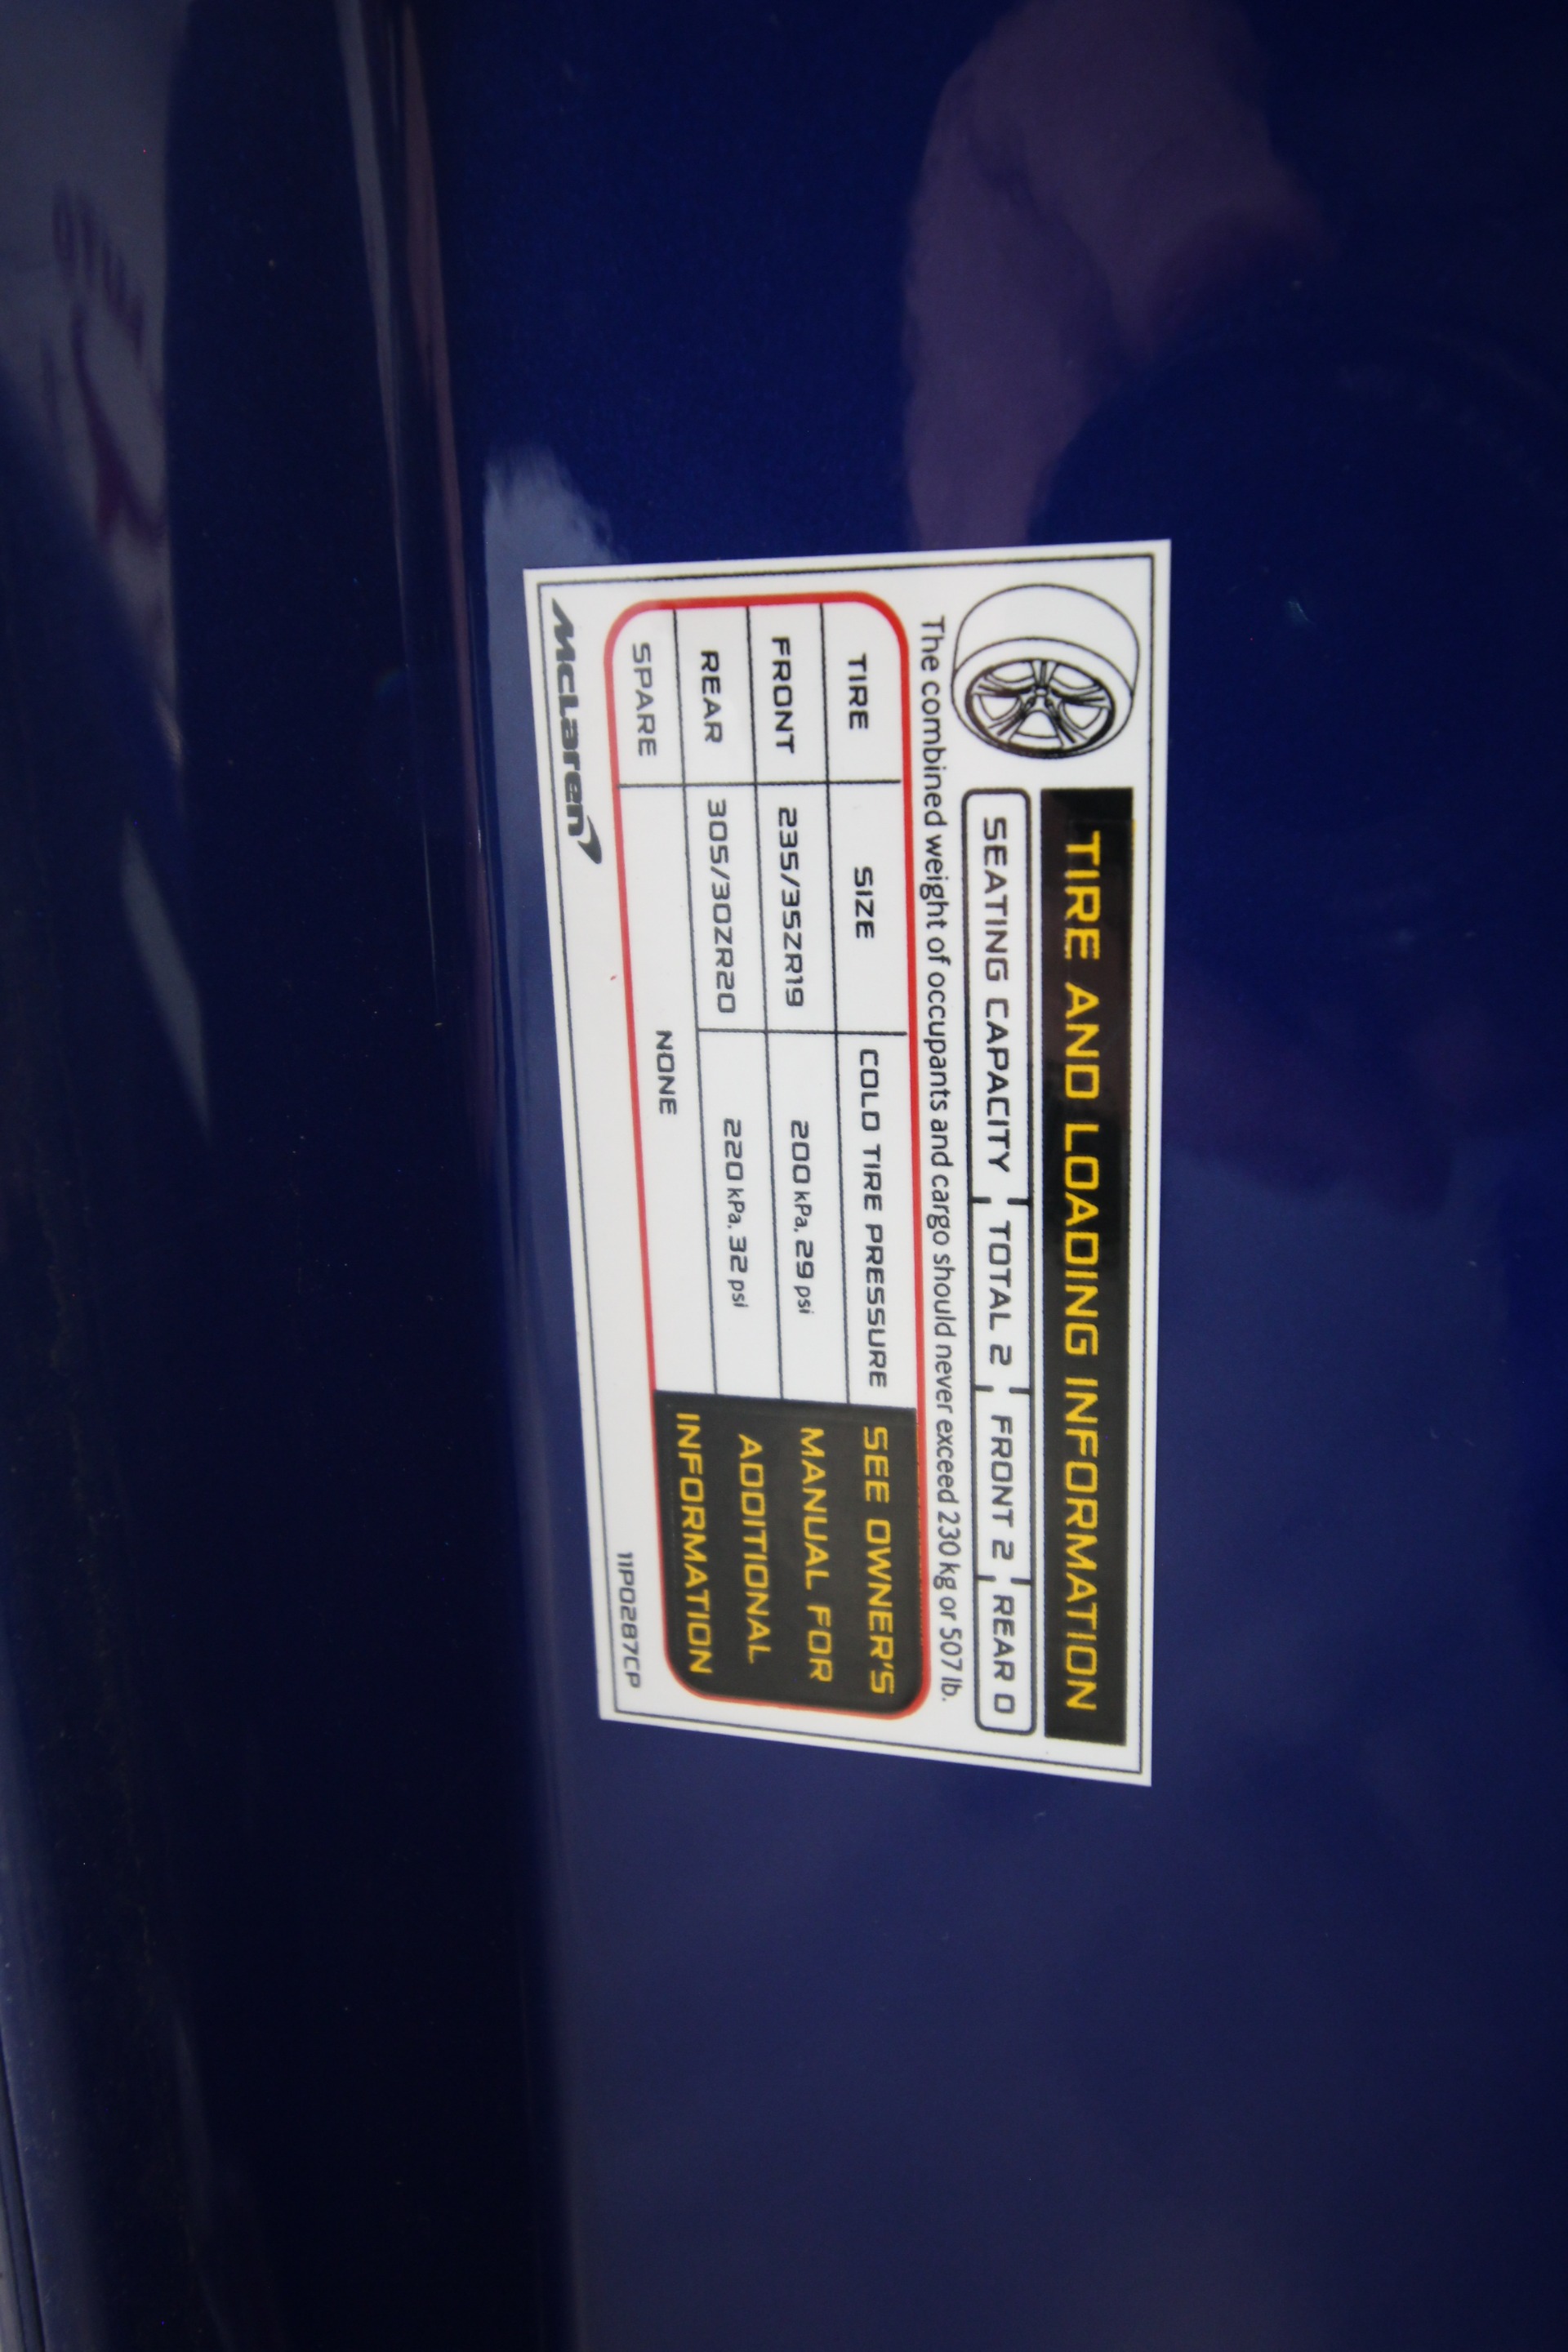 TIRE AND LOADING INFORMATION
SEATING CAPACITY TOTAL 2 FRONT 2 REAR 0
The combined weight of occupants and cargo should never exceed 230 kg or 507 lb.
TIRE SIZE COLD TIRE PRESSURE
FRONT 235/35ZR19 200 kPa, 29 psi
REAR 305/30ZR20 220 kPa, 32 psi
SPARE NONE
SEE OWNER'S
MANUAL FOR
ADDITIONAL
INFORMATION
McLaren
11P0287CP